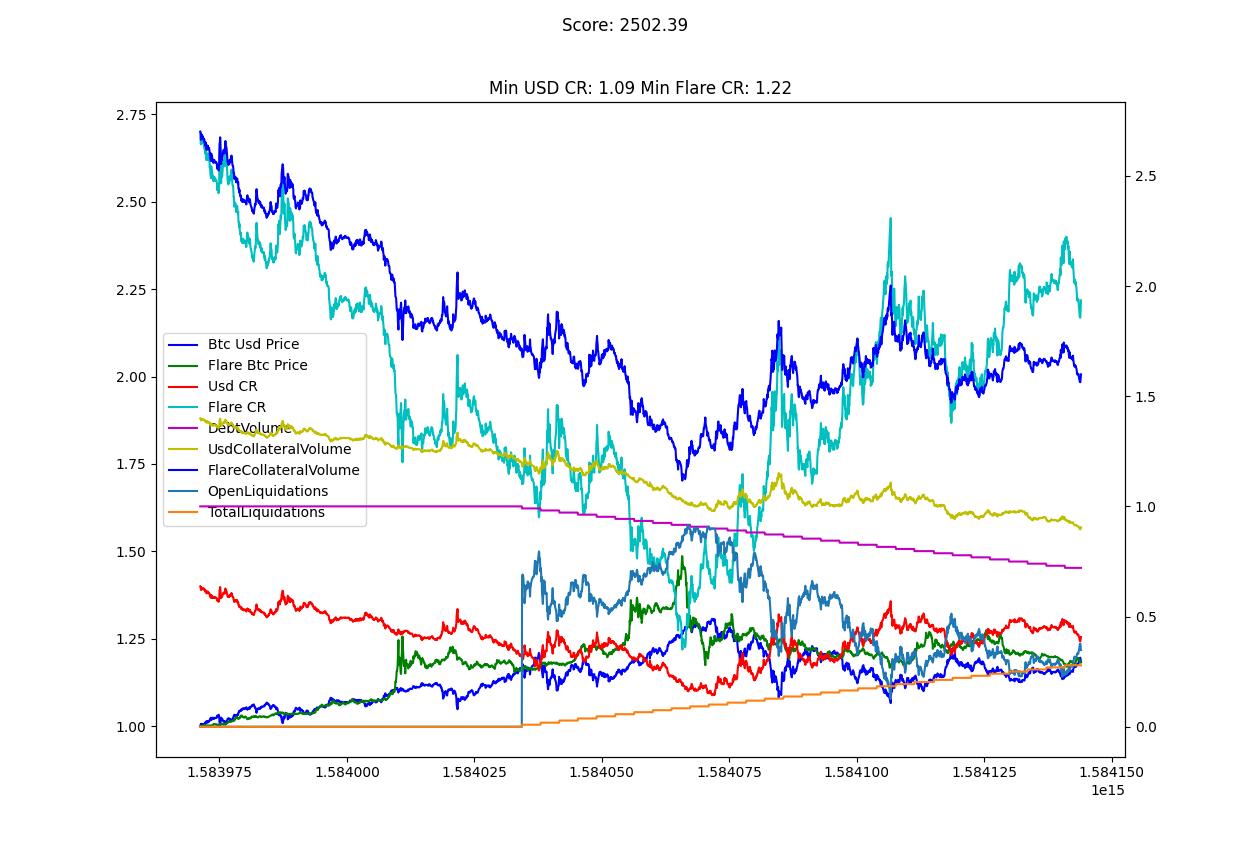 Score: 2502.39
Min USD CR: 1.09 Min Flare CR: 1.22
2.75
2.50
2.25
2.00
1.75
1.50
1.25
1.00
2.5
2.0
1.5
1.0
0.5
0.0
Btc Usd Price
Flare Btc Price
Usd CR
Flare CR
DebtVolume
UsdCollateralVolume
FlareCollateralVolume
OpenLiquidations
TotalLiquidations
1.583975 1.584000 1.584025 1.584050 1.584075 1.584100 1.584125 1.584150
1e15